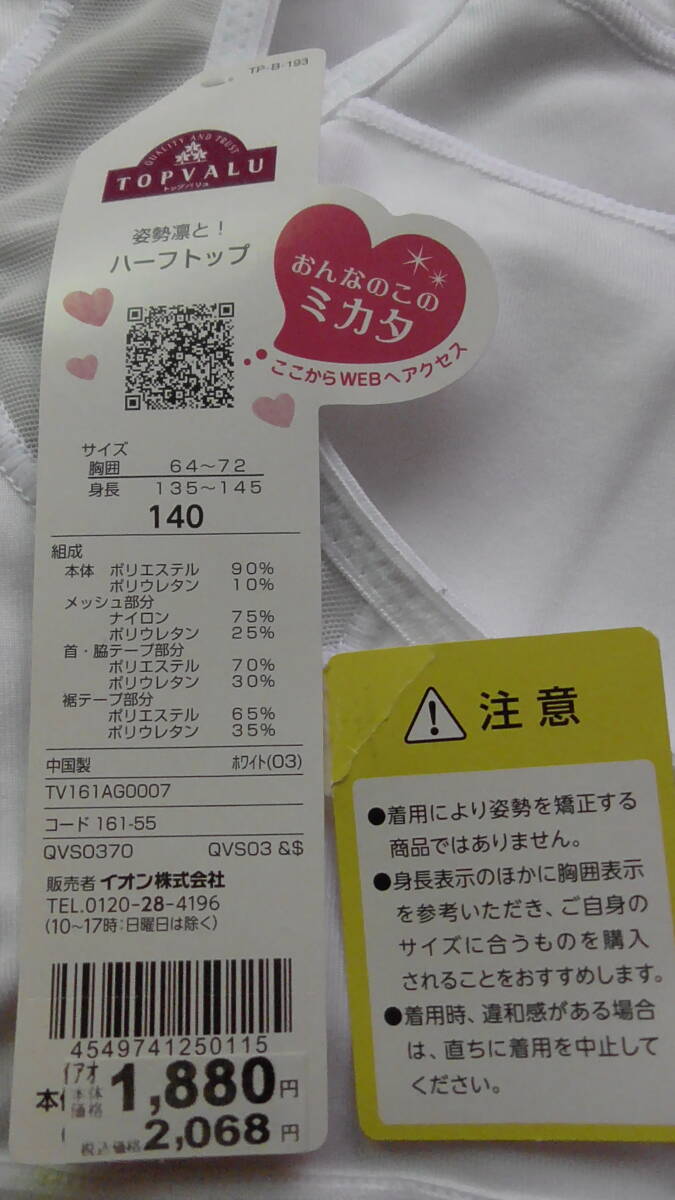 TP-B-193
QUALITY AND TRUST
TOPVALU
トップバリュ
姿勢凛と！
ハーフトップ
おんなのこの
ミカタ
ここからWEBへアクセス
サイズ
胸囲 64～72
身長 135～145
140
組成
本体 ポリエステル 90%
ポリウレタン 10%
メッシュ部分
ナイロン 75%
ポリウレタン 25%
首・脇テープ部分
ポリエステル 70%
ポリウレタン 30%
裾テープ部分
ポリエステル 65%
ポリウレタン 35%
中国製 ホワイト(03)
TV161AG0007
コード 161-55
QVS0370 QVS03 &$
販売者 イオン株式会社
TEL.0120-28-4196
(10～17時:日曜日は除く)
4549741250115
本体価格 1,880円
税込価格 2,068円
注意
●着用により姿勢を矯正する
商品ではありません。
●身長表示のほかに胸囲表示
を参考いただき、ご自身の
サイズに合うものを購入
されることをおすすめします。
●着用時、違和感がある場合
は、直ちに着用を中止して
ください。